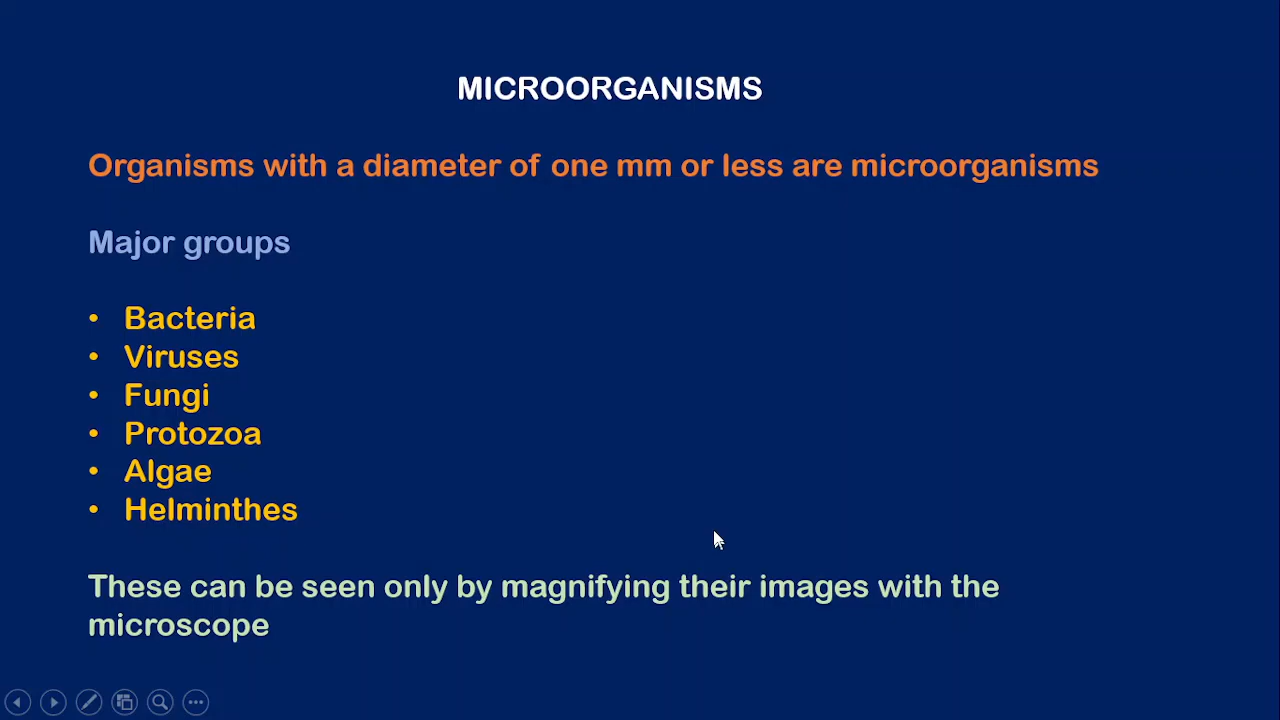 MICROORGANISMS
Organisms with a diameter of one mm or less are microorganisms
Major groups
• Bacteria
• Viruses
• Fungi
• Protozoa
• Algae
• Helminthes
These can be seen only by magnifying their images with the
microscope